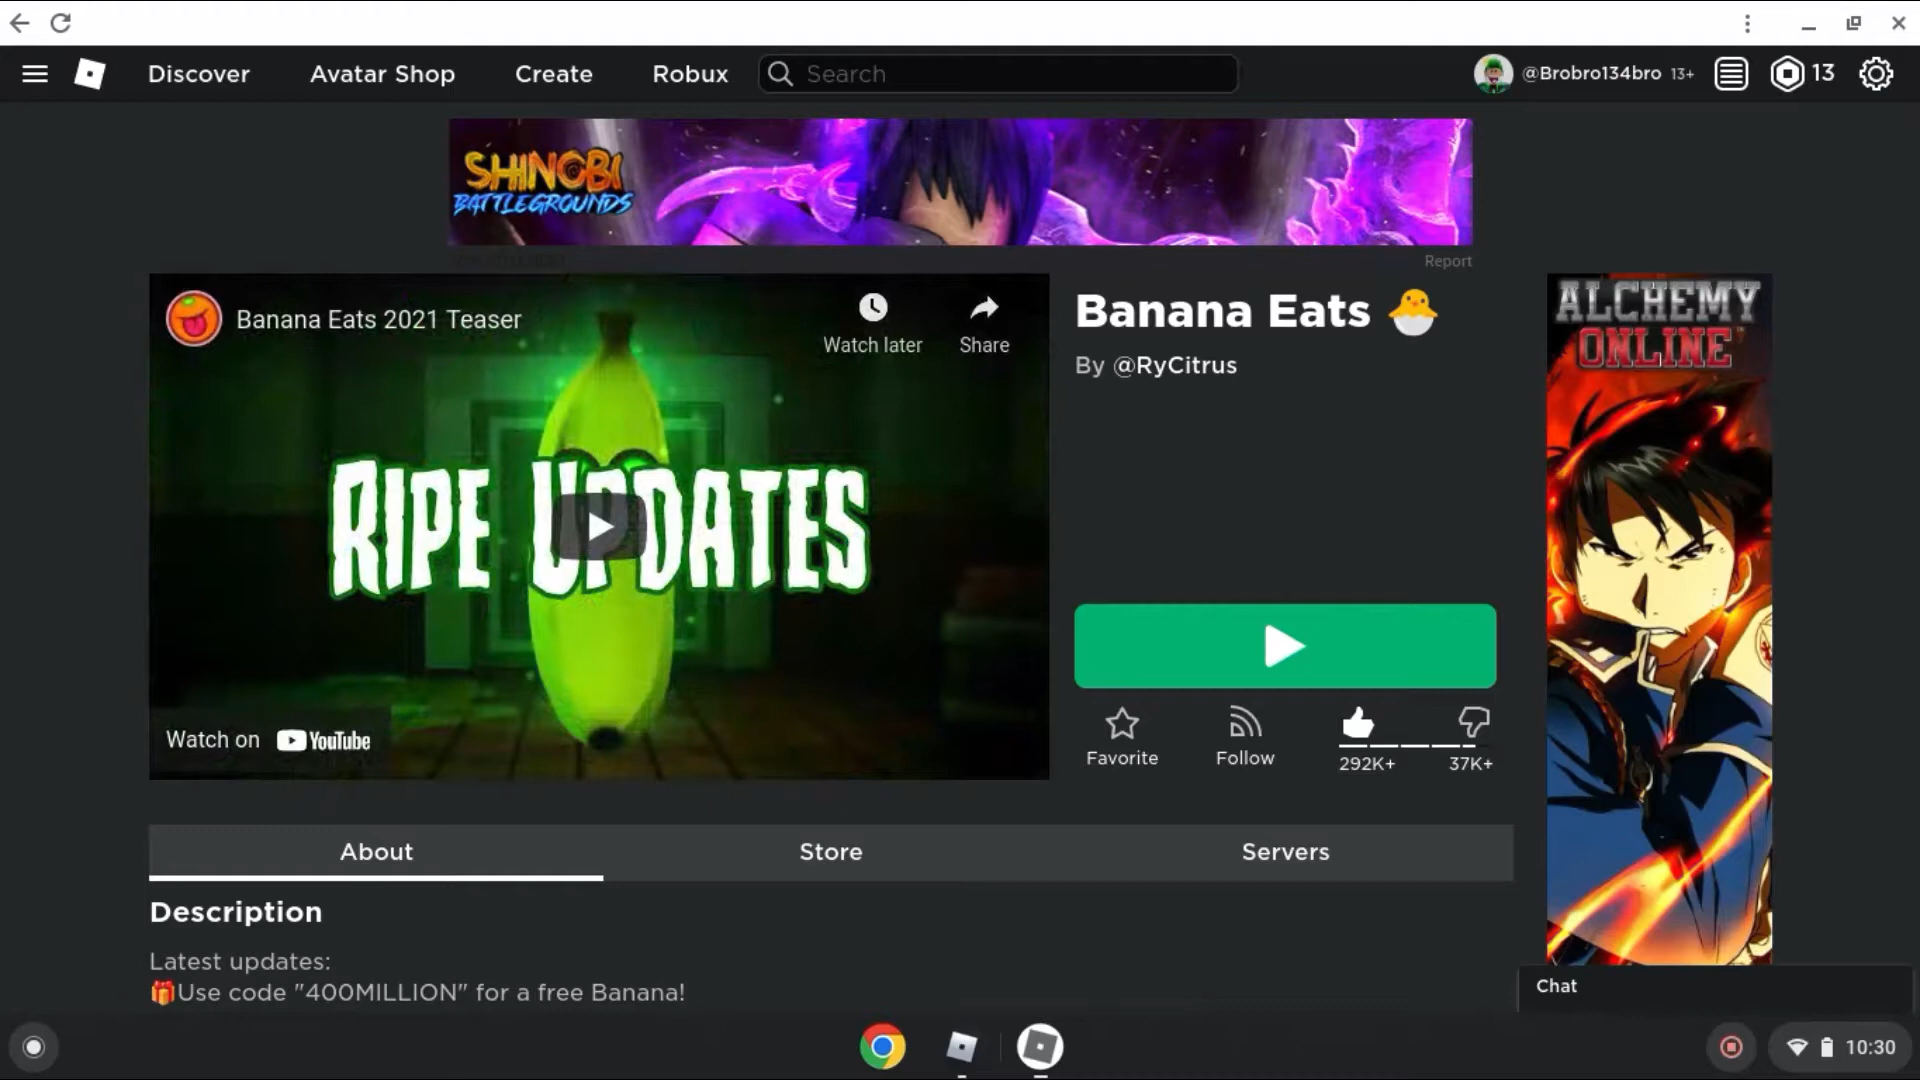 Discover
Avatar Shop
Create
Robux
Search
@Brobro134bro 13+
13
SHINOBI
BATTLEGROUNDS
Report
Banana Eats 2021 Teaser
Watch later
Share
RIPE UPDATES
Watch on YouTube
Banana Eats 🐣
By @RyCitrus
Favorite
Follow
292K+
37K+
ALCHEMY
ONLINE
About
Store
Servers
Description
Latest updates:
🎁Use code "400MILLION" for a free Banana!
Chat
10:30